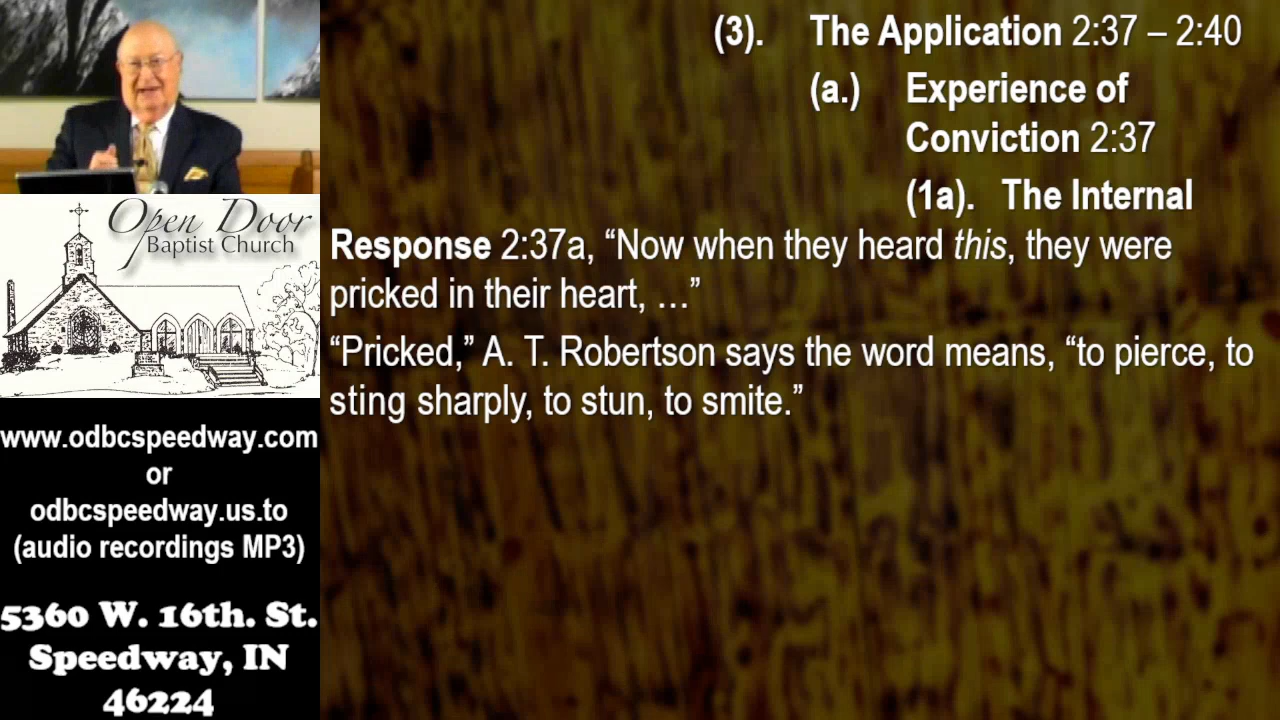 (3). The Application 2:37 – 2:40
(a.) Experience of
Conviction 2:37
(1a). The Internal
Response 2:37a, “Now when they heard this, they were
pricked in their heart, …”
“Pricked,” A. T. Robertson says the word means, “to pierce, to
sting sharply, to stun, to smite.”
Open Door
Baptist Church
www.odbcspeedway.com
or
odbcspeedway.us.to
(audio recordings MP3)
5360 W. 16th. St.
Speedway, IN
46224